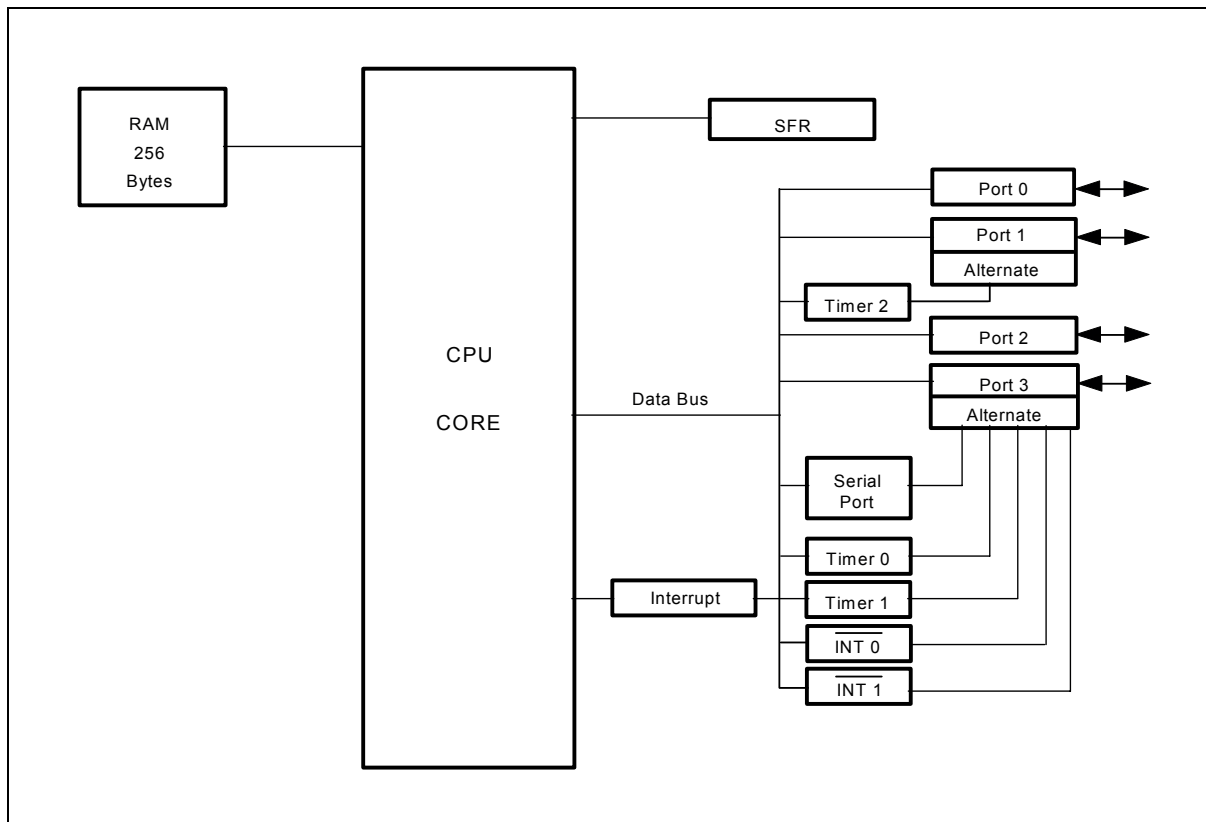 RAM
256
Bytes
CPU
CORE
SFR
Data Bus
Interrupt
Port 0
Port 1
Alternate
Timer 2
Port 2
Port 3
Alternate
Serial
Port
Timer 0
Timer 1
INT 0
INT 1